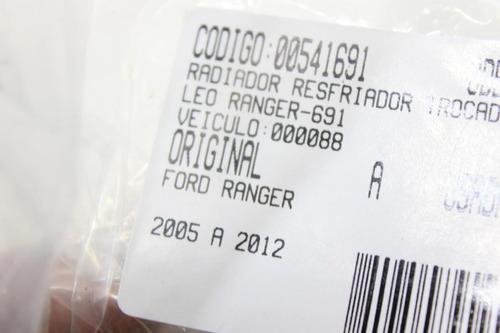 CODIGO:00541691
RADIADOR RESFRIADOR TROCAD
LEO RANGER-691
VEICULO:000088
ORIGINAL A
FORD RANGER
2005 A 2012